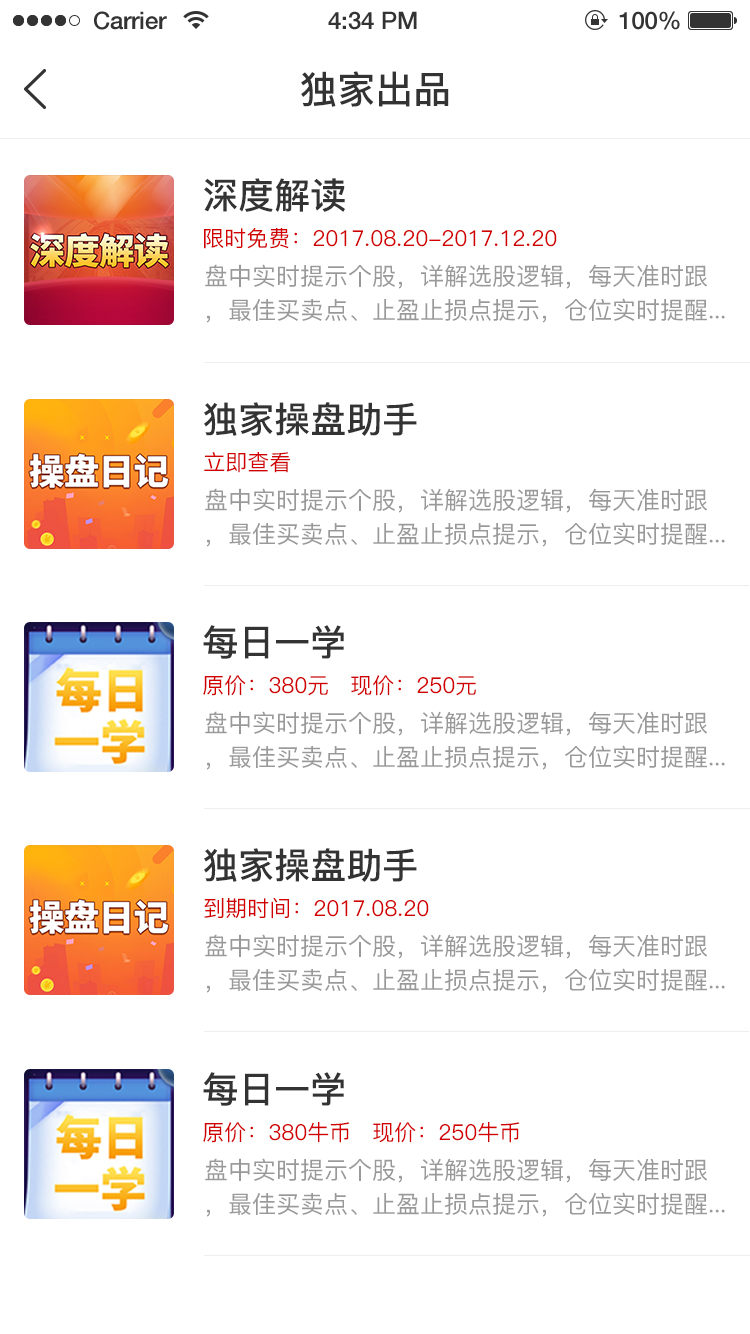 Carrier 4:34 PM 100%
独家出品
深度解读
深度解读
限时免费：2017.08.20-2017.12.20
盘中实时提示个股，详解选股逻辑，每天准时跟
，最佳买卖点、止盈止损点提示，仓位实时提醒...
操盘日记
独家操盘助手
立即查看
盘中实时提示个股，详解选股逻辑，每天准时跟
，最佳买卖点、止盈止损点提示，仓位实时提醒...
每日
一学
每日一学
原价：380元 现价：250元
盘中实时提示个股，详解选股逻辑，每天准时跟
，最佳买卖点、止盈止损点提示，仓位实时提醒...
操盘日记
独家操盘助手
到期时间：2017.08.20
盘中实时提示个股，详解选股逻辑，每天准时跟
，最佳买卖点、止盈止损点提示，仓位实时提醒...
每日
一学
每日一学
原价：380牛币 现价：250牛币
盘中实时提示个股，详解选股逻辑，每天准时跟
，最佳买卖点、止盈止损点提示，仓位实时提醒...